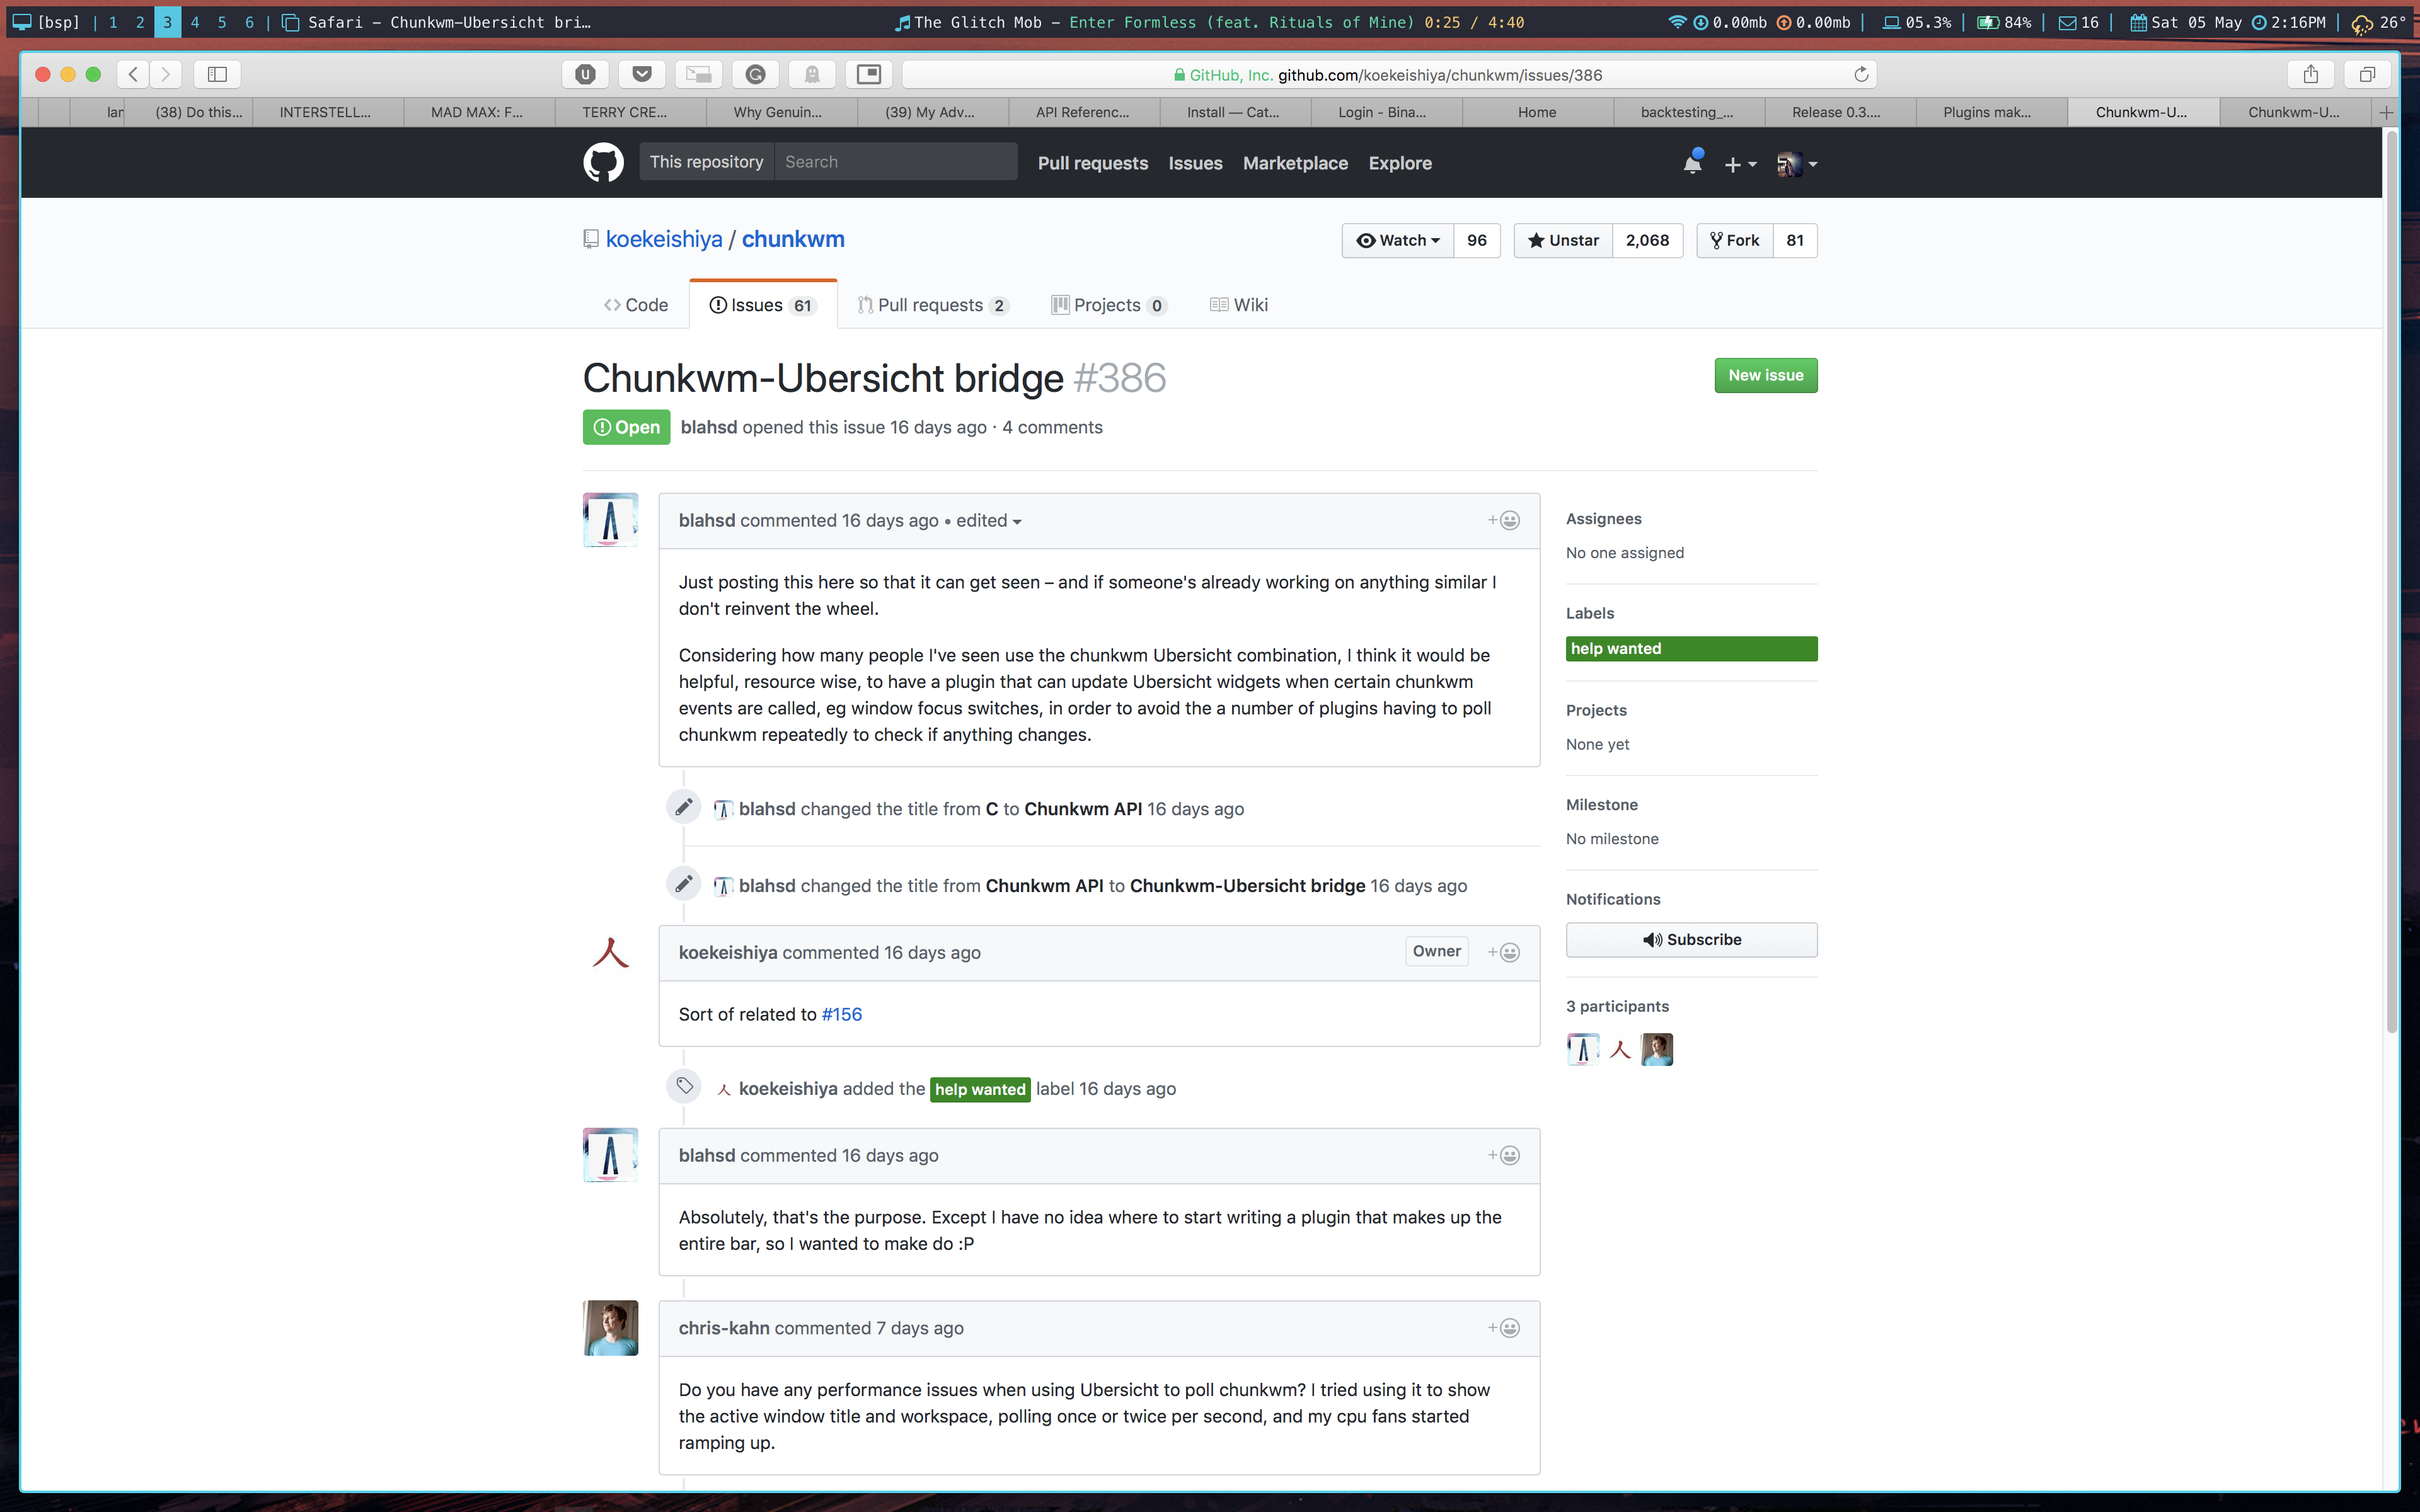 [bsp] | 1 2 3 4 5 6 | Safari – Chunkwm-Ubersicht bri…
The Glitch Mob – Enter Formless (feat. Rituals of Mine) 0:25 / 4:40
0.00mb 0.00mb | 05.3% | 84% | 16 | Sat 05 May 2:16PM | 26°
GitHub, Inc. github.com/koekeishiya/chunkwm/issues/386
(38) Do this... INTERSTELL... MAD MAX: F... TERRY CRE... Why Genuin... (39) My Adv... API Referenc... Install — Cat... Login - Bina... Home backtesting_... Release 0.3.... Plugins mak... Chunkwm-U... Chunkwm-U...
This repository Search Pull requests Issues Marketplace Explore
koekeishiya / chunkwm
Watch 96 Unstar 2,068 Fork 81
Code Issues 61 Pull requests 2 Projects 0 Wiki
Chunkwm-Ubersicht bridge #386
New issue
Open blahsd opened this issue 16 days ago · 4 comments
blahsd commented 16 days ago • edited
Just posting this here so that it can get seen – and if someone's already working on anything similar I
don't reinvent the wheel.
Considering how many people I've seen use the chunkwm Ubersicht combination, I think it would be
helpful, resource wise, to have a plugin that can update Ubersicht widgets when certain chunkwm
events are called, eg window focus switches, in order to avoid the a number of plugins having to poll
chunkwm repeatedly to check if anything changes.
blahsd changed the title from C to Chunkwm API 16 days ago
blahsd changed the title from Chunkwm API to Chunkwm-Ubersicht bridge 16 days ago
人
koekeishiya commented 16 days ago Owner
Sort of related to #156
koekeishiya added the help wanted label 16 days ago
blahsd commented 16 days ago
Absolutely, that's the purpose. Except I have no idea where to start writing a plugin that makes up the
entire bar, so I wanted to make do :P
chris-kahn commented 7 days ago
Do you have any performance issues when using Ubersicht to poll chunkwm? I tried using it to show
the active window title and workspace, polling once or twice per second, and my cpu fans started
ramping up.
Assignees
No one assigned
Labels
help wanted
Projects
None yet
Milestone
No milestone
Notifications
Subscribe
3 participants